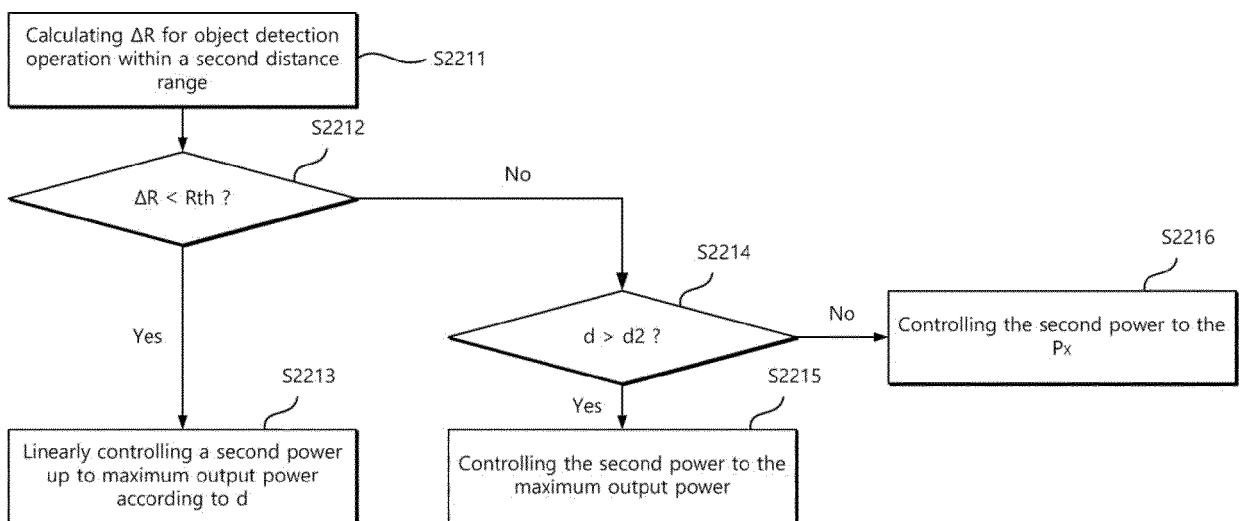 Calculating ΔR for object detection
operation within a second distance
range
S2211
S2212
ΔR < Rth ?
No
Yes
S2214
d > d2 ?
No
S2216
Controlling the second power to the
Px
S2213
Linearly controlling a second power
up to maximum output power
according to d
Yes
S2215
Controlling the second power to the
maximum output power